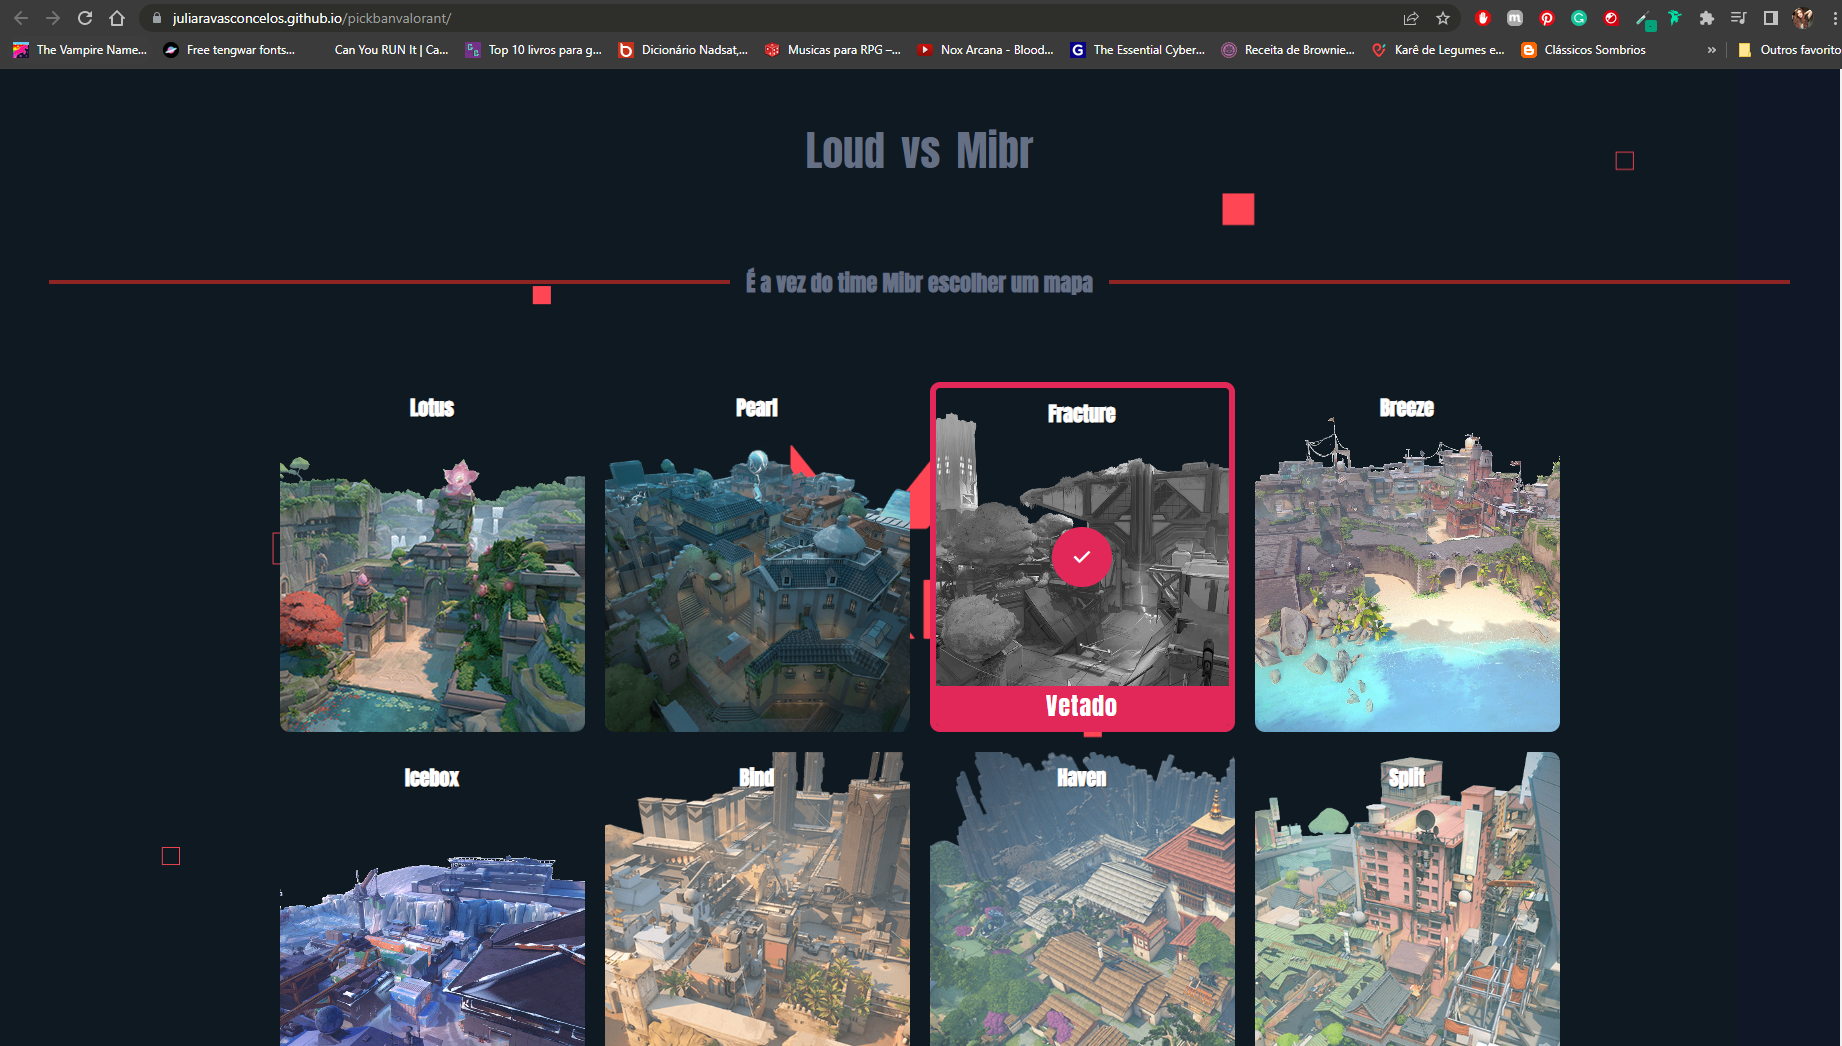 juliaravasconcelos.github.io/pickbanvalorant/
The Vampire Name...
Free tengwar fonts...
Can You RUN It | Ca...
Top 10 livros para g...
Dicionário Nadsat,...
Musicas para RPG –...
Nox Arcana - Blood...
The Essential Cyber...
Receita de Brownie...
Karê de Legumes e...
Clássicos Sombrios
»
Outros favorito
Loud vs Mibr
É a vez do time Mibr escolher um mapa
Lotus
Pearl
Fracture
Breeze
Vetado
Icebox
Bind
Haven
Split